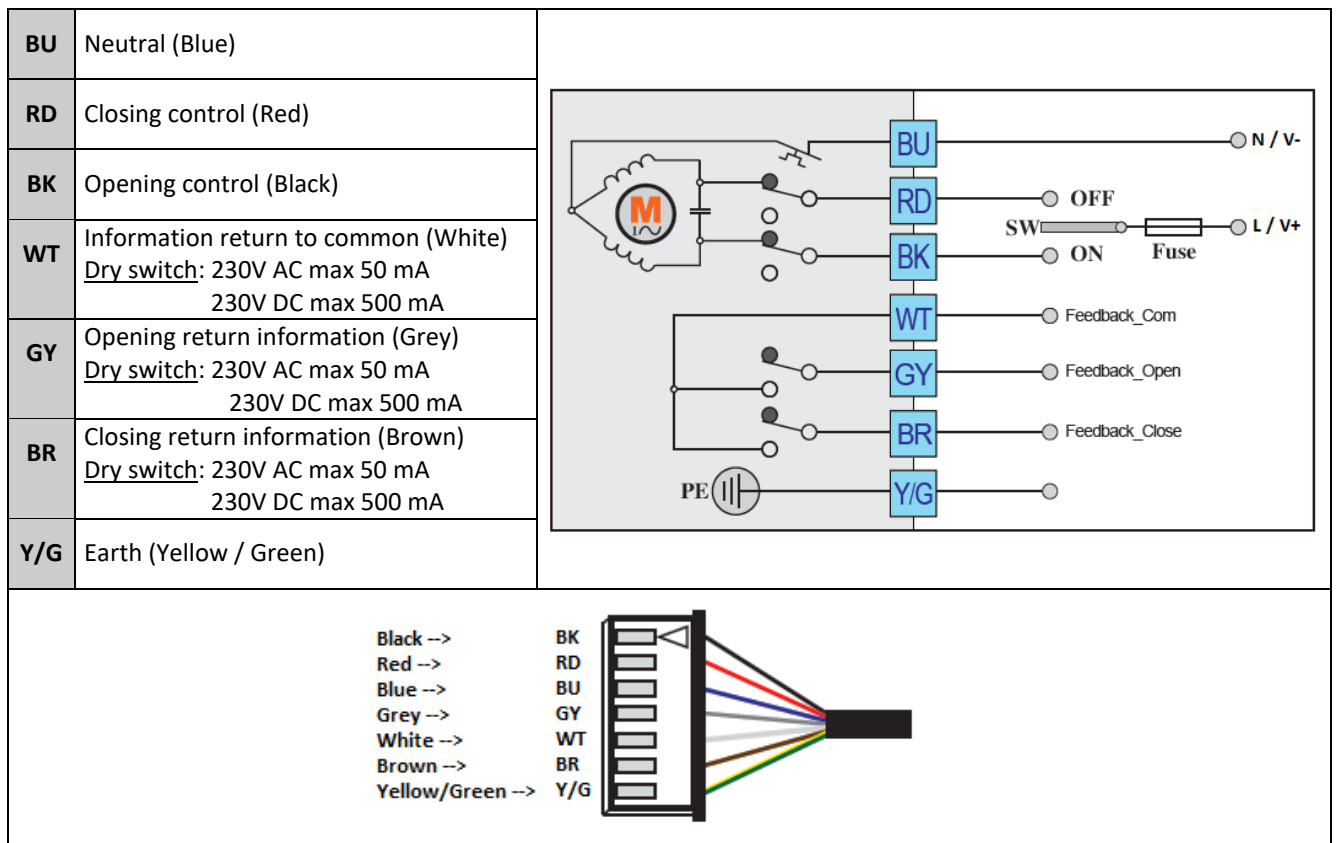 BU Neutral (Blue)
RD Closing control (Red)
BK Opening control (Black)
WT Information return to common (White)
Dry switch: 230V AC max 50 mA
230V DC max 500 mA
GY Opening return information (Grey)
Dry switch: 230V AC max 50 mA
230V DC max 500 mA
BR Closing return information (Brown)
Dry switch: 230V AC max 50 mA
230V DC max 500 mA
Y/G Earth (Yellow / Green)
M
1
BU N / V-
RD OFF
SW Fuse L / V+
BK ON
WT Feedback_Com
GY Feedback_Open
BR Feedback_Close
PE Y/G
Black --> BK
Red --> RD
Blue --> BU
Grey --> GY
White --> WT
Brown --> BR
Yellow/Green --> Y/G